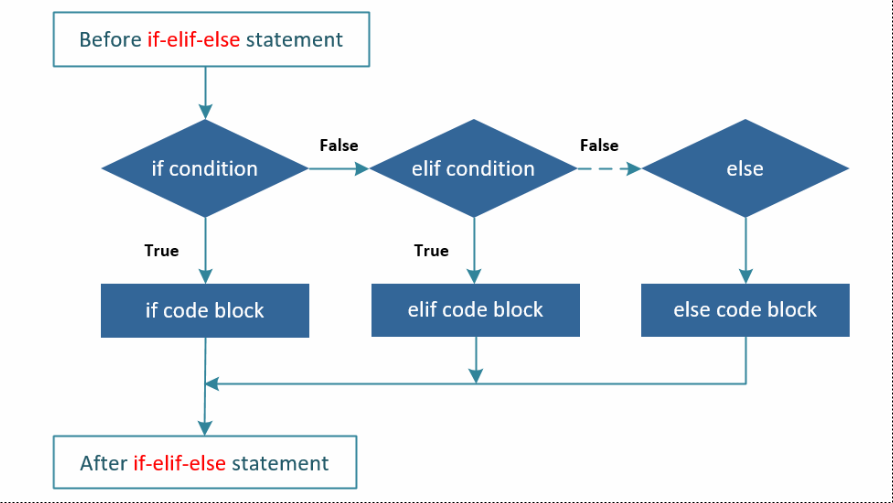 Before if-elif-else statement
False
False
if condition
elif condition
else
True
True
if code block
elif code block
else code block
After if-elif-else statement